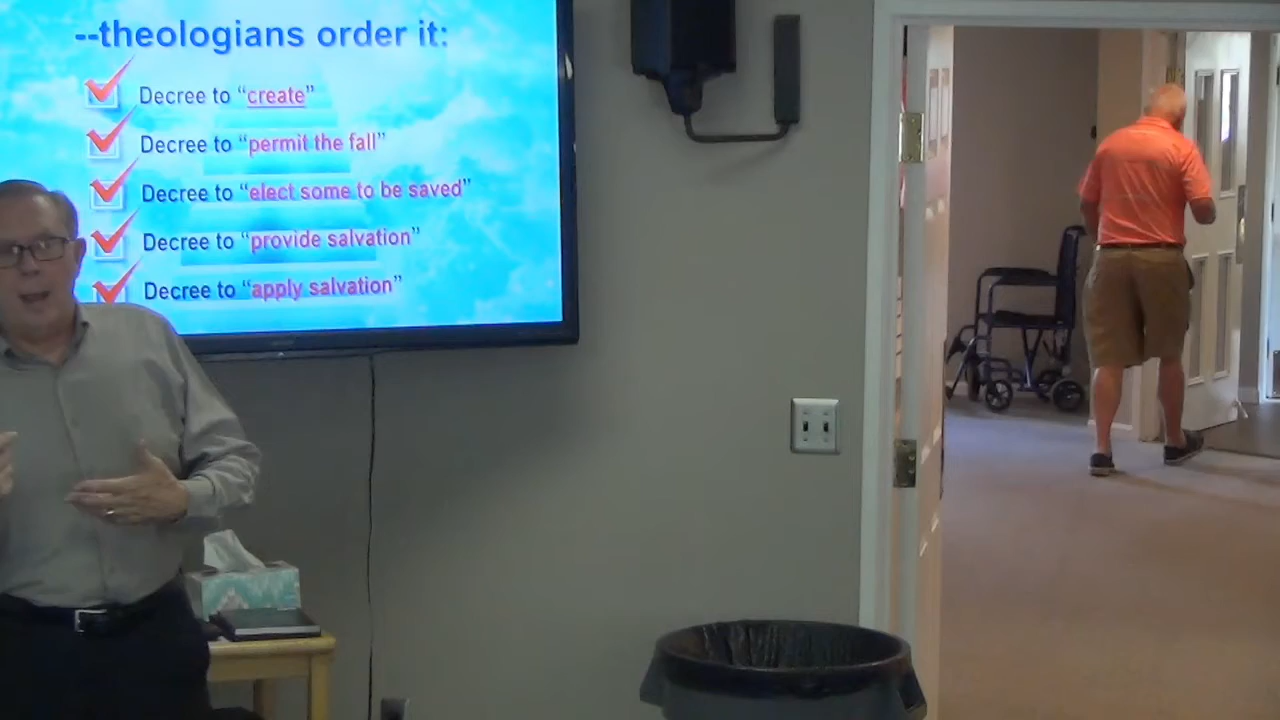 --theologians order it:
Decree to “create”
Decree to “permit the fall”
Decree to “elect some to be saved”
Decree to “provide salvation”
Decree to “apply salvation”